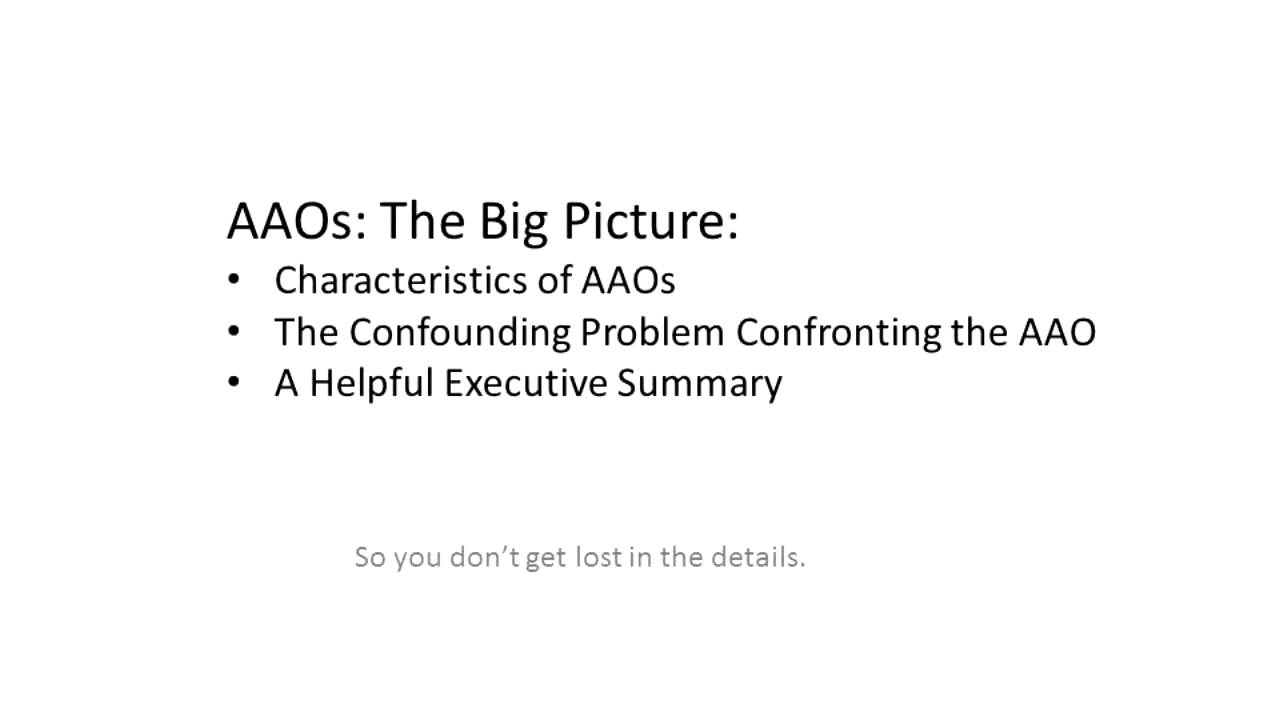 AAOs: The Big Picture:
• Characteristics of AAOs
• The Confounding Problem Confronting the AAO
• A Helpful Executive Summary
So you don’t get lost in the details.